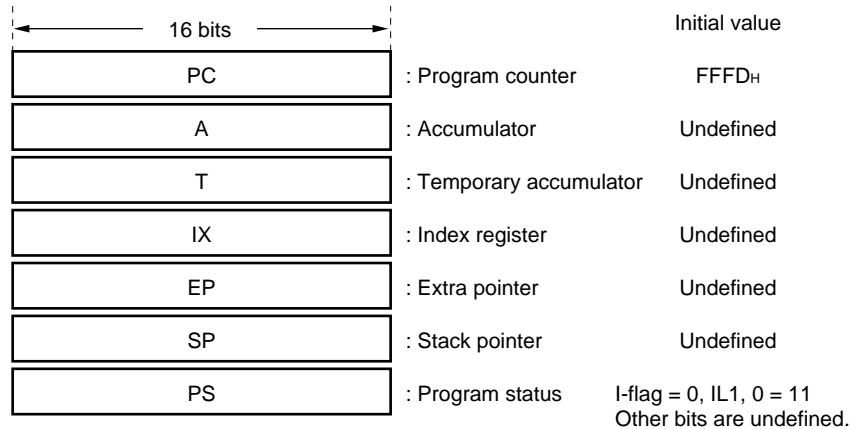 16 bits Initial value
PC : Program counter FFFDH
A : Accumulator Undefined
T : Temporary accumulator Undefined
IX : Index register Undefined
EP : Extra pointer Undefined
SP : Stack pointer Undefined
PS : Program status I-flag = 0, IL1, 0 = 11
Other bits are undefined.